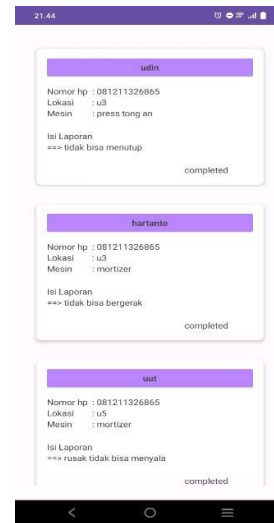 21.44
udin
Nomor hp : 081211326865
Lokasi : u3
Mesin : press tong an
Isi Laporan
==> tidak bisa menutup
completed
hartanto
Nomor hp : 081211326865
Lokasi : u3
Mesin : mortizer
Isi Laporan
==> tidak bisa bergerak
completed
uut
Nomor hp : 081211326865
Lokasi : u5
Mesin : mortizer
Isi Laporan
==> rusak tidak bisa menyala
completed